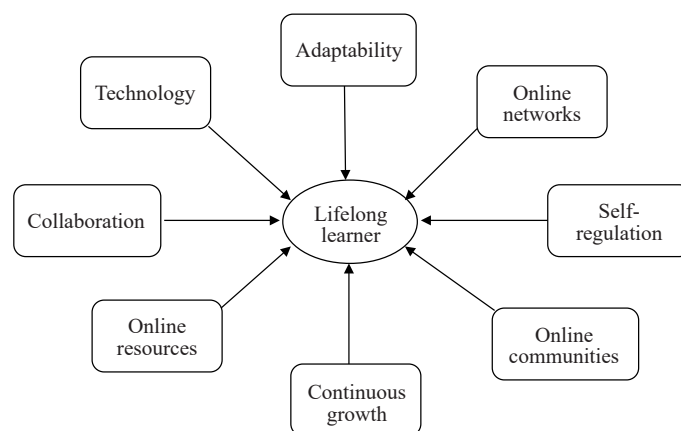 Adaptability
Technology
Online
networks
Collaboration
Lifelong
learner
Self-
regulation
Online
resources
Online
communities
Continuous
growth